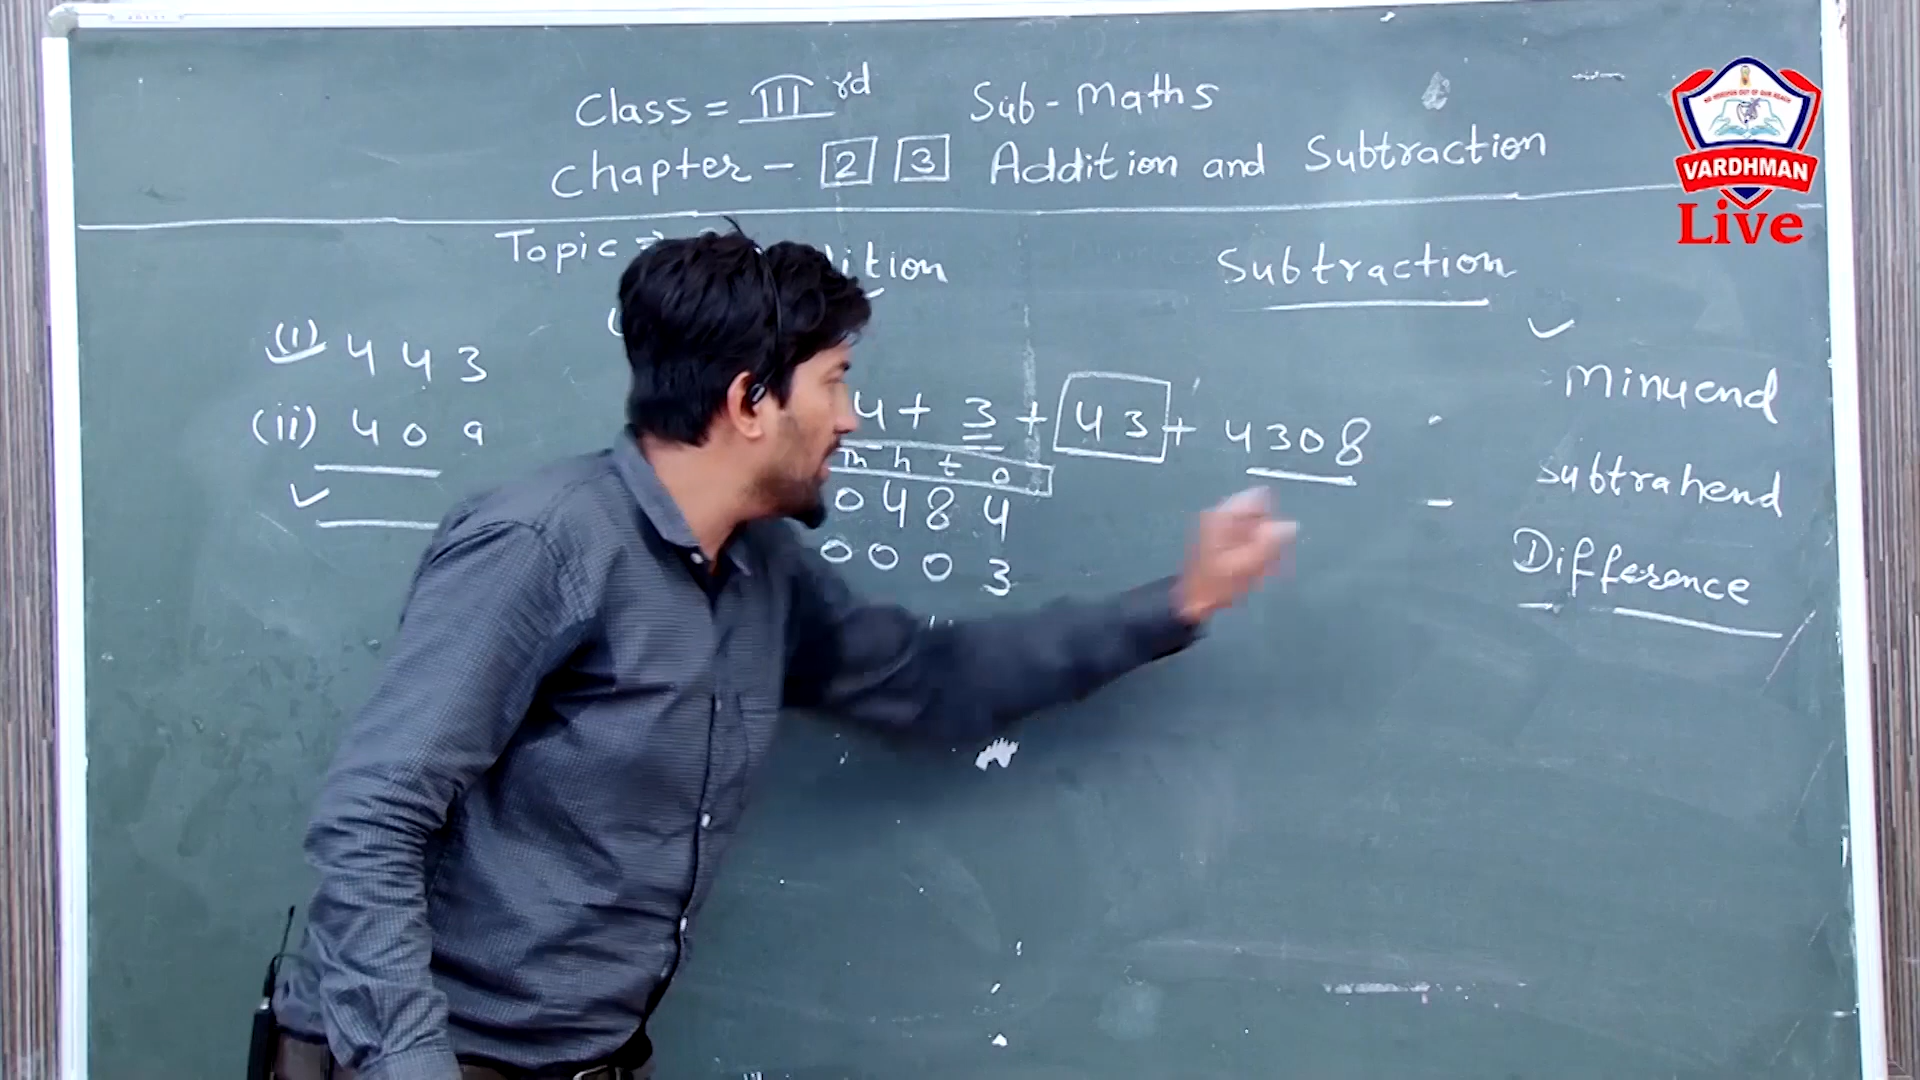 Class = III rd Sub - Maths
Chapter - 2 3 Addition and Subtraction
Topic →
Subtraction
(i) 4 4 3
(ii) 4 0 9
4 + 3 + 43 + 4308
th h t o
0 4 8 4
0 0 0 3
Minuend
- Subtrahend
Difference
VARDHMAN
Live